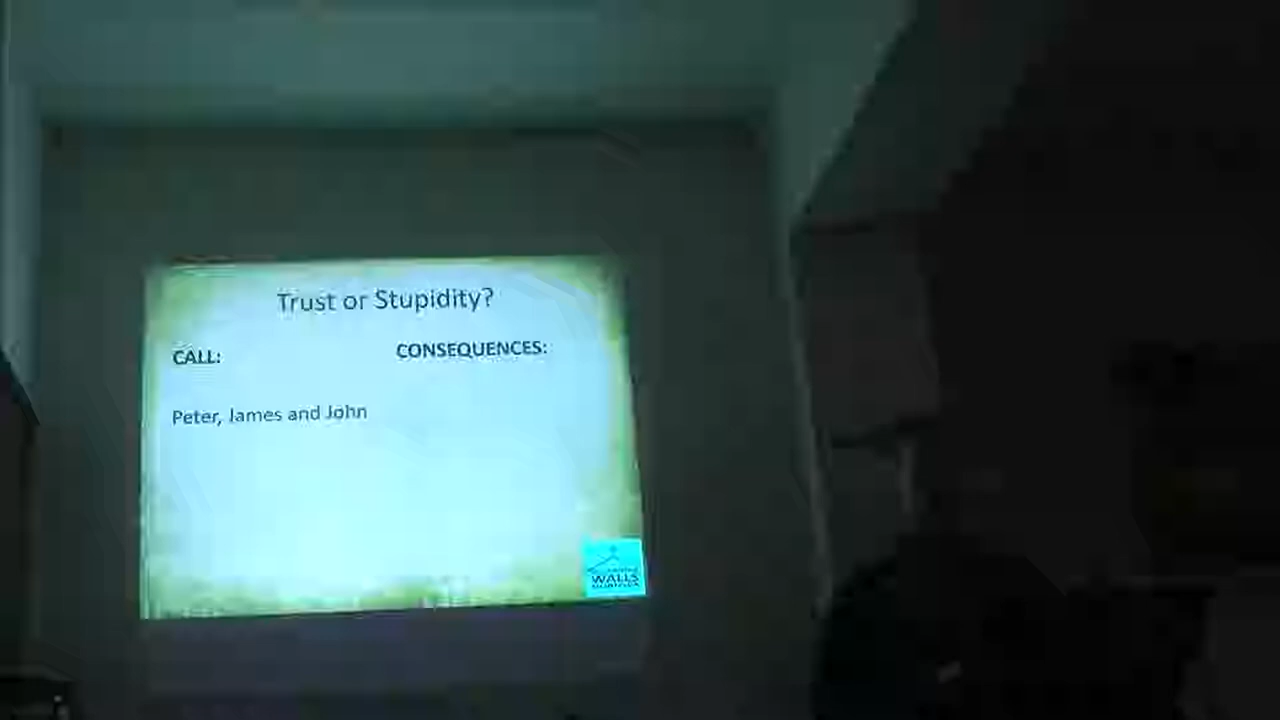 Trust or Stupidity?
CALL:
CONSEQUENCES:
Peter, James and John
WALLS